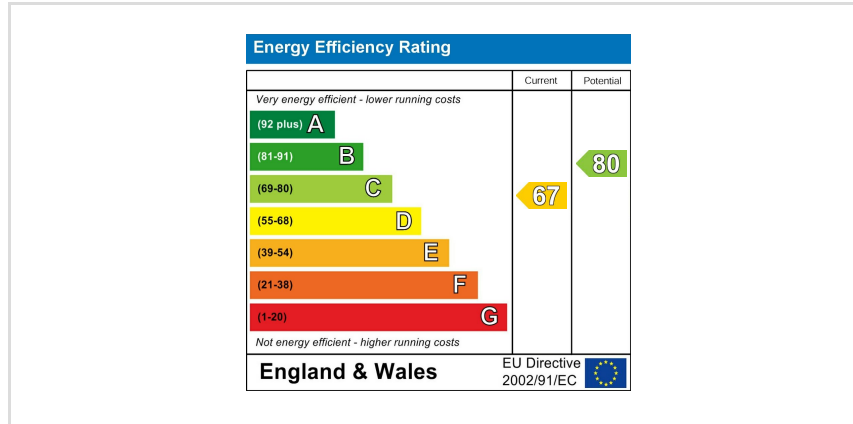 Energy Efficiency Rating
Current Potential
Very energy efficient - lower running costs
(92 plus) A
(81-91) B
80
(69-80) C
67
(55-68) D
(39-54) E
(21-38) F
(1-20) G
Not energy efficient - higher running costs
England & Wales
EU Directive
2002/91/EC